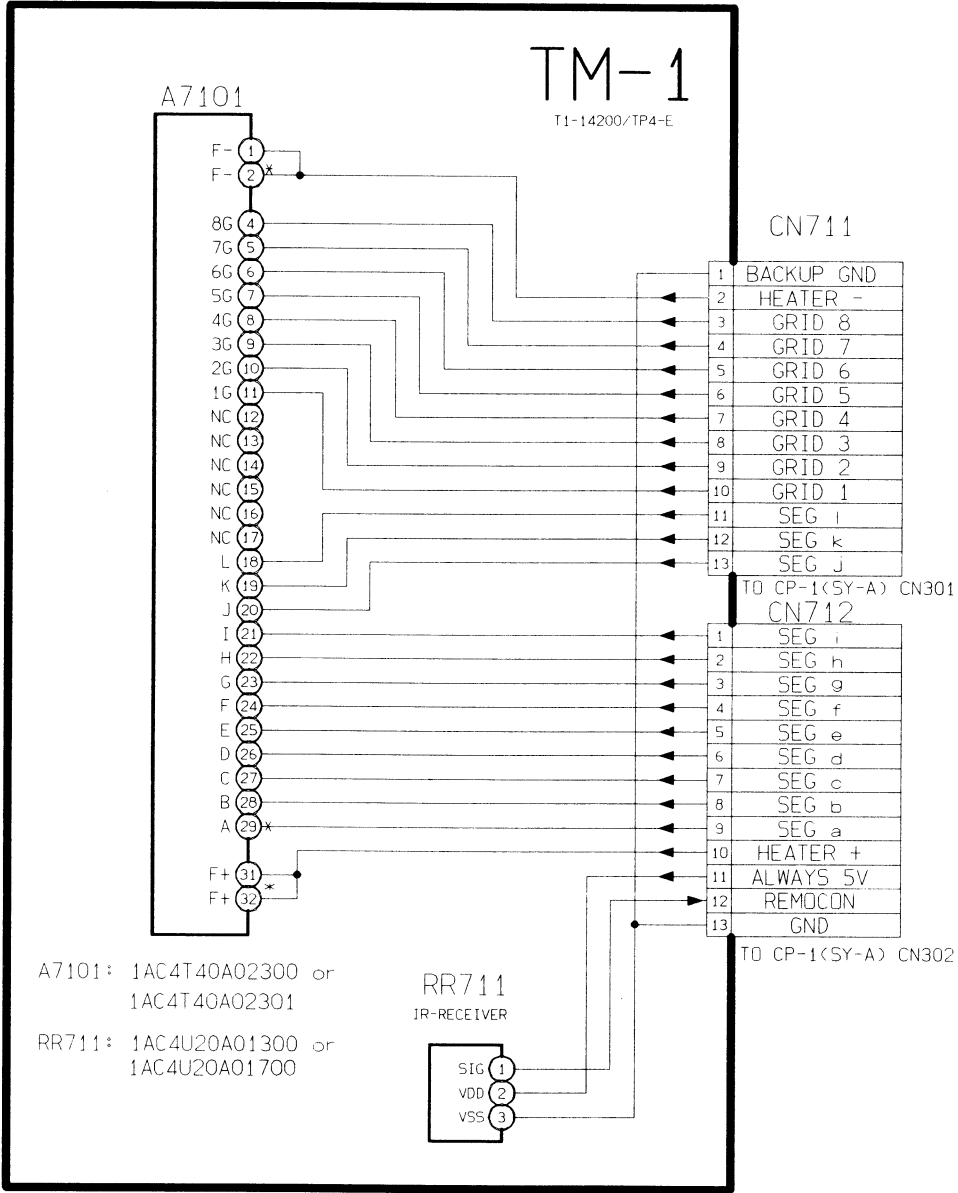 TM-1
T1-14200/TP4-E
A7101
F- 1
F- 2 *
8G 4
7G 5
6G 6
5G 7
4G 8
3G 9
2G 10
1G 11
NC 12
NC 13
NC 14
NC 15
NC 16
NC 17
L 18
K 19
J 20
I 21
H 22
G 23
F 24
E 25
D 26
C 27
B 28
A 29 *
F+ 31
*
F+ 32
CN711
1 BACKUP GND
2 HEATER -
3 GRID 8
4 GRID 7
5 GRID 6
6 GRID 5
7 GRID 4
8 GRID 3
9 GRID 2
10 GRID 1
11 SEG l
12 SEG k
13 SEG J
TO CP-1(SY-A) CN301
CN712
1 SEG i
2 SEG h
3 SEG g
4 SEG f
5 SEG e
6 SEG d
7 SEG c
8 SEG b
9 SEG a
10 HEATER +
11 ALWAYS 5V
12 REMOCON
13 GND
TO CP-1(SY-A) CN302
A7101: 1AC4T40A02300 or
1AC4T40A02301
RR711: 1AC4U20A01300 or
1AC4U20A01700
RR711
IR-RECEIVER
SIG 1
VDD 2
VSS 3